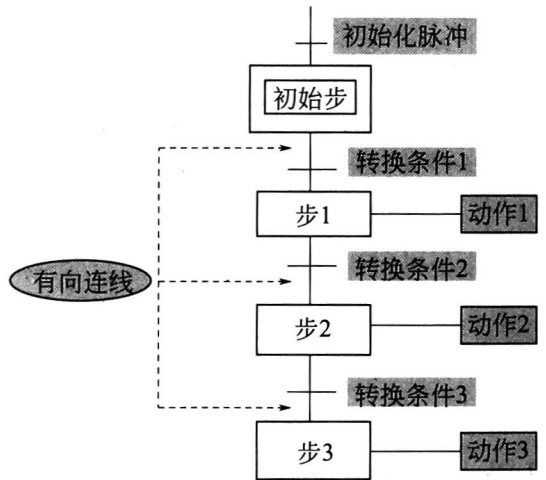 初始化脉冲
初始步
转换条件1
步1
动作1
转换条件2
有向连线
步2
动作2
转换条件3
步3
动作3